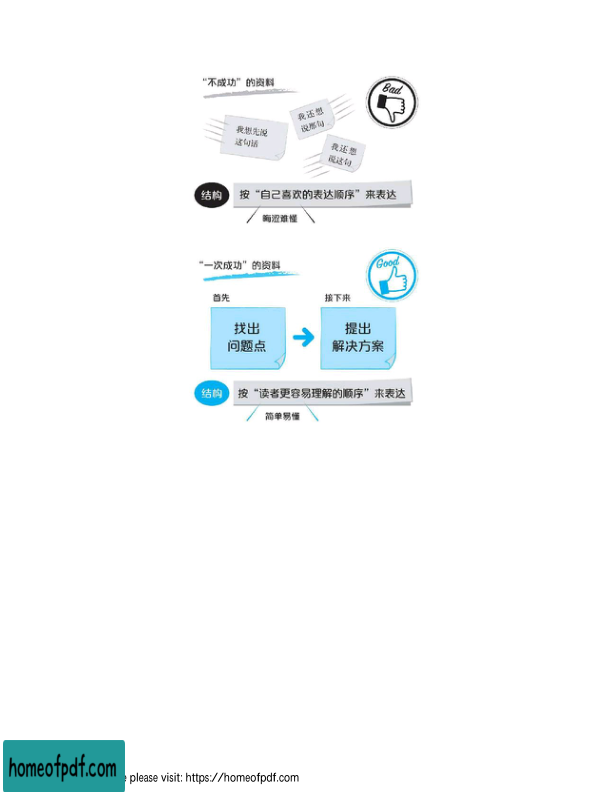 “不成功”的资料
Bad
我想先说
这句话
我还想
说那句
我还想
说这句
结构
按“自己喜欢的表达顺序”来表达
晦涩难懂
“一次成功”的资料
Good
首先
接下来
找出
问题点
提出
解决方案
结构
按“读者更容易理解的顺序”来表达
简单易懂
homeofpdf.com
please visit: https://homeofpdf.com